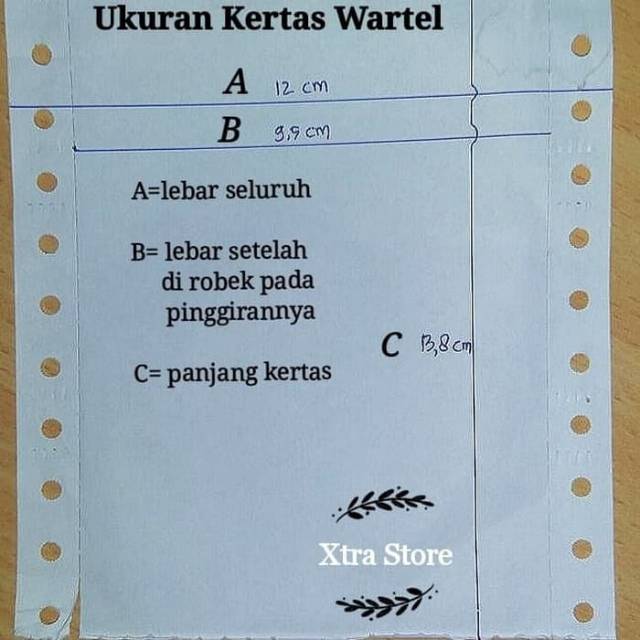 Ukuran Kertas Wartel
A 12 cm
B 9,9 cm
A=lebar seluruh
B= lebar setelah
di robek pada
pinggirannya
C 13,8 cm
C= panjang kertas
Xtra Store